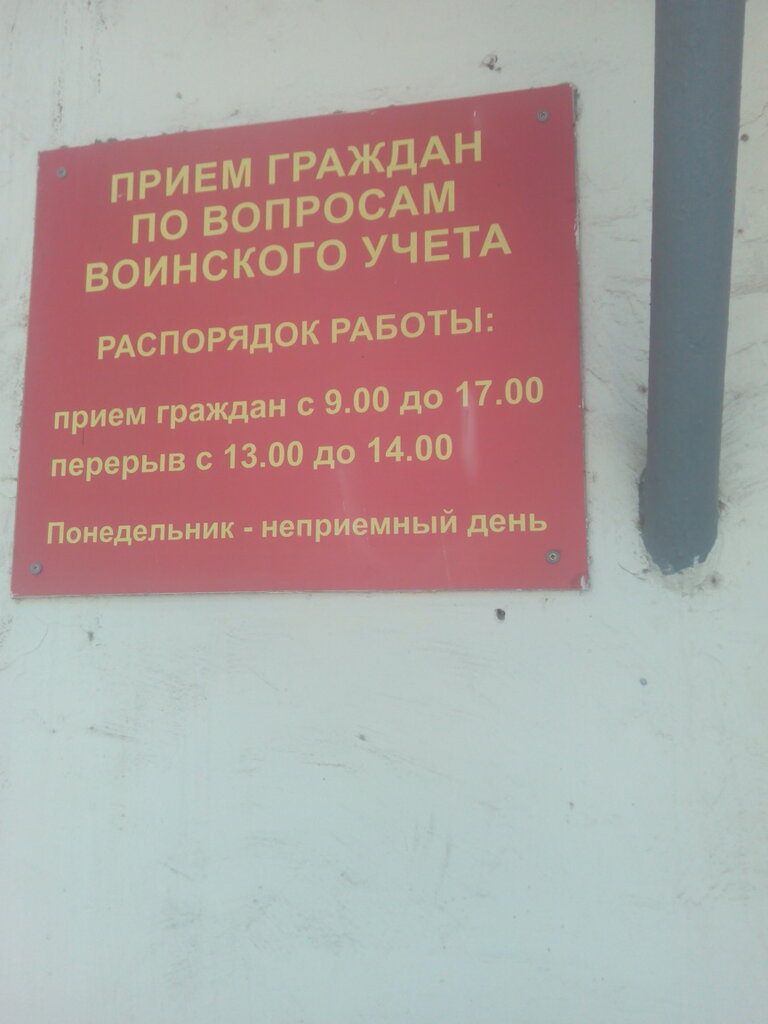 ПРИЕМ ГРАЖДАН
ПО ВОПРОСАМ
ВОИНСКОГО УЧЕТА
РАСПОРЯДОК РАБОТЫ:
прием граждан с 9.00 до 17.00
перерыв с 13.00 до 14.00
Понедельник - неприемный день